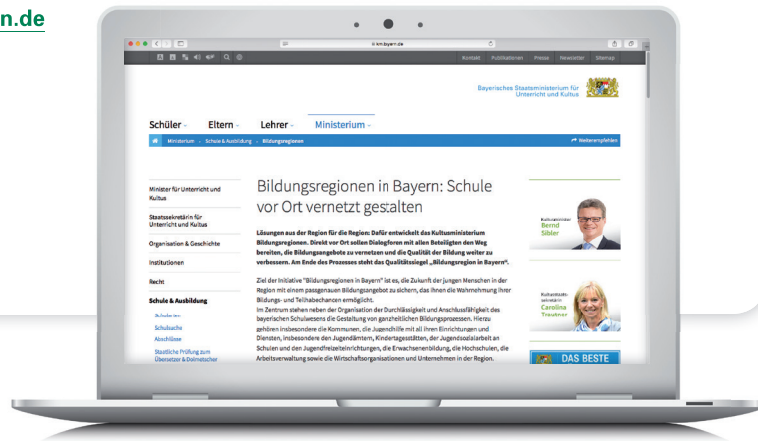 n.de
km.bayern.de
Kontakt Publikationen Presse Newsletter Sitemap
Bayerisches Staatsministerium für
Unterricht und Kultus
Schüler Eltern Lehrer Ministerium
Ministerium Schule & Ausbildung Bildungsregionen
Weiterempfehlen
Minister für Unterricht und
Kultus
Staatssekretärin für
Unterricht und Kultus
Organisation & Geschichte
Institutionen
Recht
Schule & Ausbildung
Schularten
Schulsuche
Abschlüsse
Staatliche Prüfung zum
Übersetzer & Dolmetscher
Bildungsregionen in Bayern: Schule
vor Ort vernetzt gestalten
Lösungen aus der Region für die Region: Dafür entwickelt das Kultusministerium
Bildungsregionen. Direkt vor Ort sollen Dialogforen mit allen Beteiligten den Weg
bereiten, die Bildungsangebote zu vernetzen und die Qualität der Bildung weiter zu
verbessern. Am Ende des Prozesses steht das Qualitätssiegel „Bildungsregion in Bayern“.
Ziel der Initiative "Bildungsregionen in Bayern" ist es, die Zukunft der jungen Menschen in der
Region mit einem passgenauen Bildungsangebot zu sichern, das ihnen die Wahrnehmung ihrer
Bildungs- und Teilhabechancen ermöglicht.
Im Zentrum stehen neben der Organisation der Durchlässigkeit und Anschlussfähigkeit des
bayerischen Schulwesens die Gestaltung von ganzheitlichen Bildungsprozessen. Hierzu
gehören insbesondere die Kommunen, die Jugendhilfe mit all ihren Einrichtungen und
Diensten, insbesondere den Jugendämtern, Kindertagesstätten, der Jugendsozialarbeit an
Schulen und den Jugendfreizeiteinrichtungen, die Erwachsenenbildung, die Hochschulen, die
Arbeitsverwaltung sowie die Wirtschaftsorganisationen und Unternehmen in der Region.
Kultusminister
Bernd
Sibler
Kultusstaats-
sekretärin
Carolina
Trautner
DAS BESTE